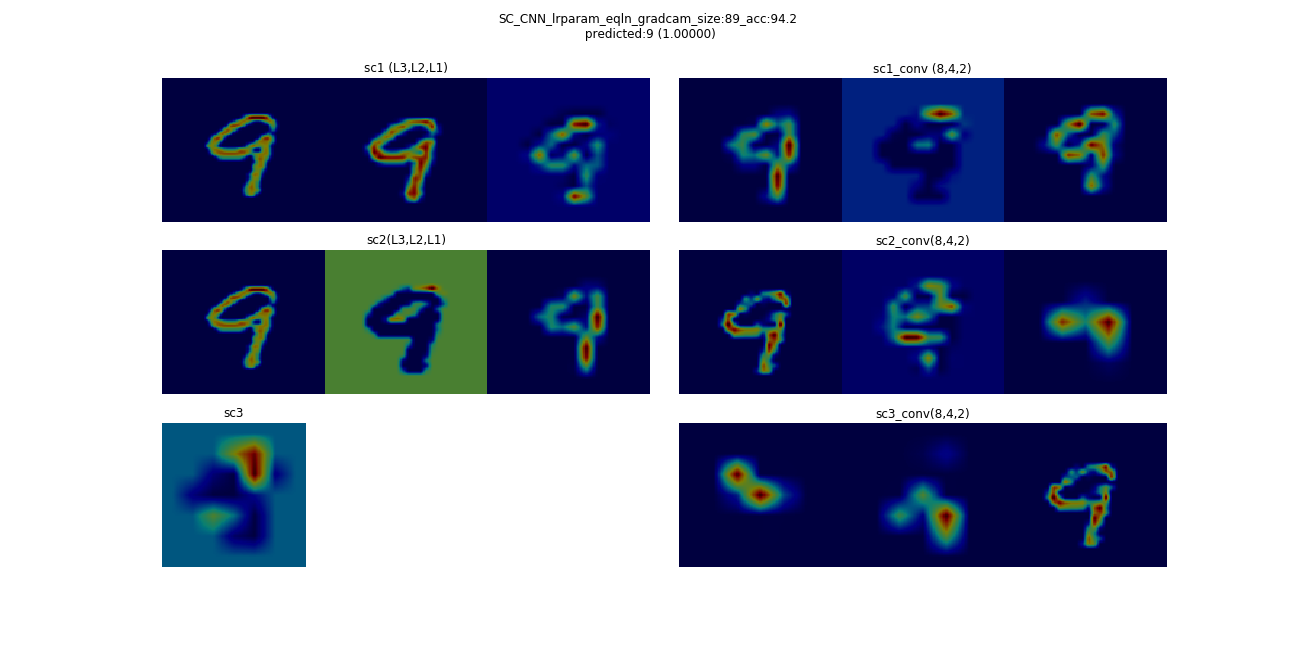 SC_CNN_lrparam_eqln_gradcam_size:89_acc:94.2
predicted:9 (1.00000)
sc1 (L3,L2,L1)
sc1_conv (8,4,2)
sc2(L3,L2,L1)
sc2_conv(8,4,2)
sc3
sc3_conv(8,4,2)